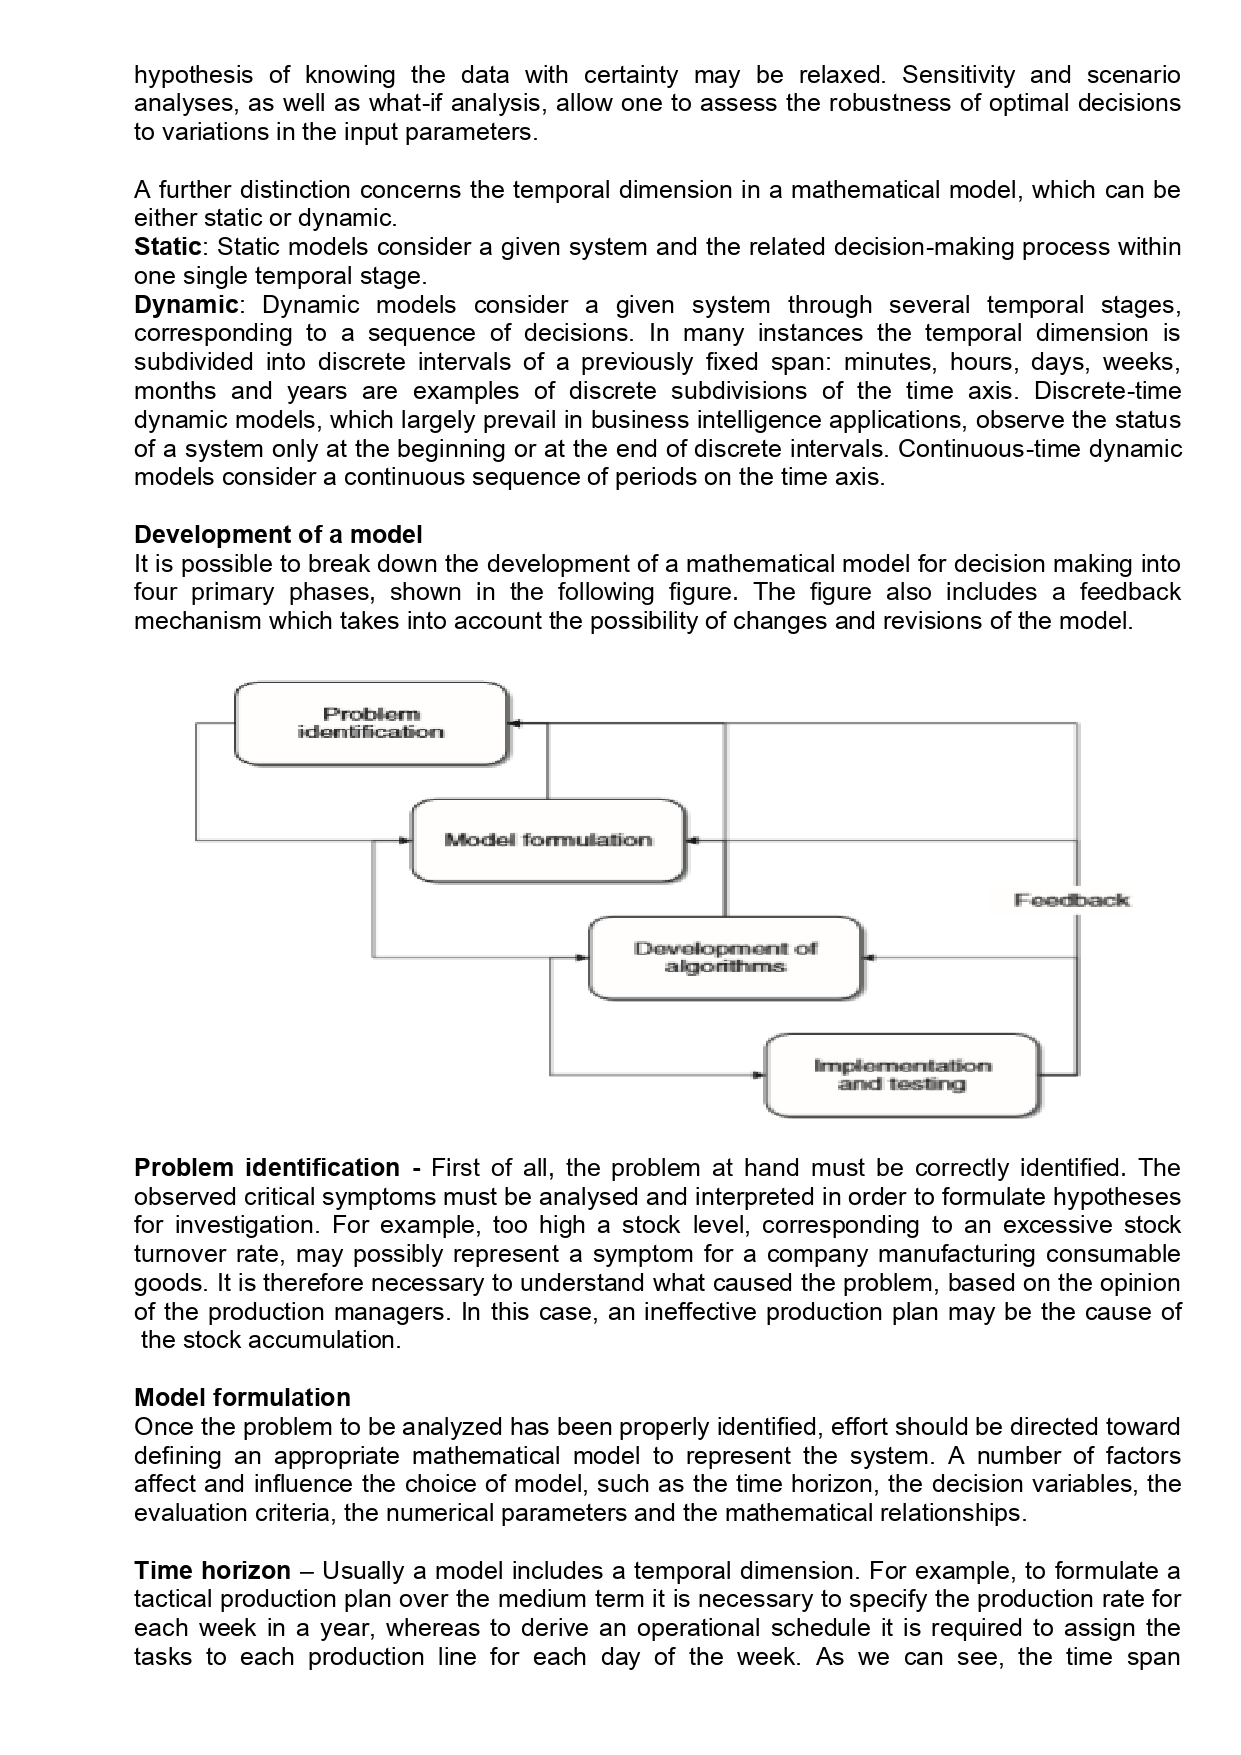 hypothesis of knowing the data with certainty may be relaxed. Sensitivity and scenario
analyses, as well as what-if analysis, allow one to assess the robustness of optimal decisions
to variations in the input parameters.
A further distinction concerns the temporal dimension in a mathematical model, which can be
either static or dynamic.
Static: Static models consider a given system and the related decision-making process within
one single temporal stage.
Dynamic: Dynamic models consider a given system through several temporal stages,
corresponding to a sequence of decisions. In many instances the temporal dimension is
subdivided into discrete intervals of a previously fixed span: minutes, hours, days, weeks,
months and years are examples of discrete subdivisions of the time axis. Discrete-time
dynamic models, which largely prevail in business intelligence applications, observe the status
of a system only at the beginning or at the end of discrete intervals. Continuous-time dynamic
models consider a continuous sequence of periods on the time axis.
Development of a model
It is possible to break down the development of a mathematical model for decision making into
four primary phases, shown in the following figure. The figure also includes a feedback
mechanism which takes into account the possibility of changes and revisions of the model.
Problem
identification
Model formulation
Feedback
Development of
algorithms
Implementation
and testing
Problem identification - First of all, the problem at hand must be correctly identified. The
observed critical symptoms must be analysed and interpreted in order to formulate hypotheses
for investigation. For example, too high a stock level, corresponding to an excessive stock
turnover rate, may possibly represent a symptom for a company manufacturing consumable
goods. It is therefore necessary to understand what caused the problem, based on the opinion
of the production managers. In this case, an ineffective production plan may be the cause of
the stock accumulation.
Model formulation
Once the problem to be analyzed has been properly identified, effort should be directed toward
defining an appropriate mathematical model to represent the system. A number of factors
affect and influence the choice of model, such as the time horizon, the decision variables, the
evaluation criteria, the numerical parameters and the mathematical relationships.
Time horizon – Usually a model includes a temporal dimension. For example, to formulate a
tactical production plan over the medium term it is necessary to specify the production rate for
each week in a year, whereas to derive an operational schedule it is required to assign the
tasks to each production line for each day of the week. As we can see, the time span